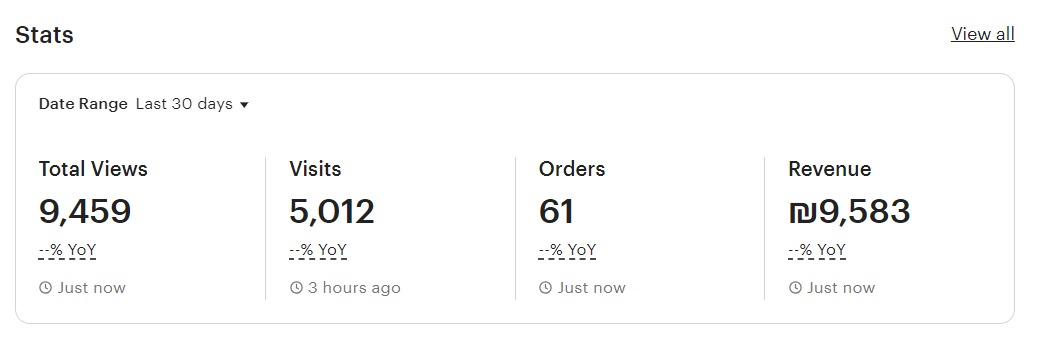 Stats
View all
Date Range Last 30 days
Total Views
9,459
--% YoY
Just now
Visits
5,012
--% YoY
3 hours ago
Orders
61
--% YoY
Just now
Revenue
₪9,583
--% YoY
Just now